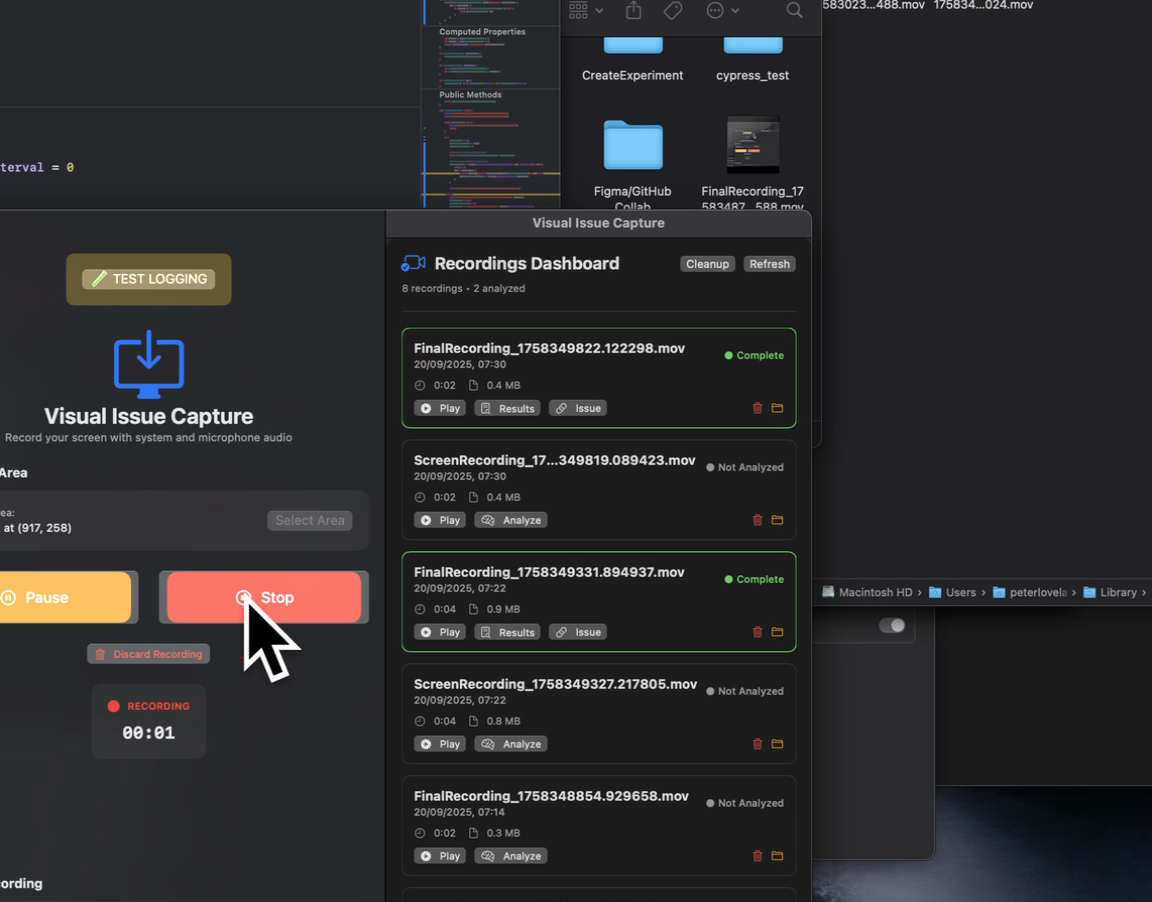 583023...488.mov 175834...024.mov
Computed Properties
Public Methods
terval = 0
CreateExperiment
cypress_test
Figma/GitHub
Collab
FinalRecording_17
583487...588.mov
Visual Issue Capture
TEST LOGGING
Visual Issue Capture
Record your screen with system and microphone audio
Area
rea:
at (917, 258)
Select Area
Pause
Stop
Discard Recording
RECORDING
00:01
cording
Recordings Dashboard
Cleanup
Refresh
8 recordings • 2 analyzed
FinalRecording_1758349822.122298.mov
Complete
20/09/2025, 07:30
0:02 0.4 MB
Play Results Issue
ScreenRecording_17...349819.089423.mov
Not Analyzed
20/09/2025, 07:30
0:02 0.4 MB
Play Analyze
FinalRecording_1758349331.894937.mov
Complete
20/09/2025, 07:22
0:04 0.9 MB
Play Results Issue
ScreenRecording_1758349327.217805.mov
Not Analyzed
20/09/2025, 07:22
0:04 0.8 MB
Play Analyze
FinalRecording_1758348854.929658.mov
Not Analyzed
20/09/2025, 07:14
0:02 0.3 MB
Play Analyze
Macintosh HD › Users › peterlovela › Library ›